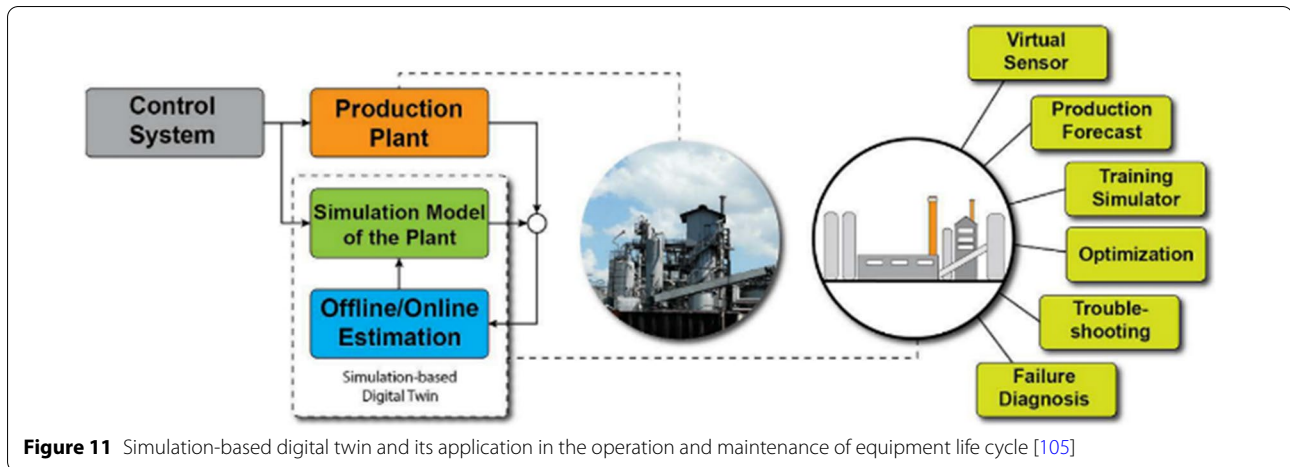 Control
System
Production
Plant
Simulation Model
of the Plant
Offline/Online
Estimation
Simulation-based
Digital Twin
Virtual
Sensor
Production
Forecast
Training
Simulator
Optimization
Trouble-
shooting
Failure
Diagnosis
Figure 11 Simulation-based digital twin and its application in the operation and maintenance of equipment life cycle [105]